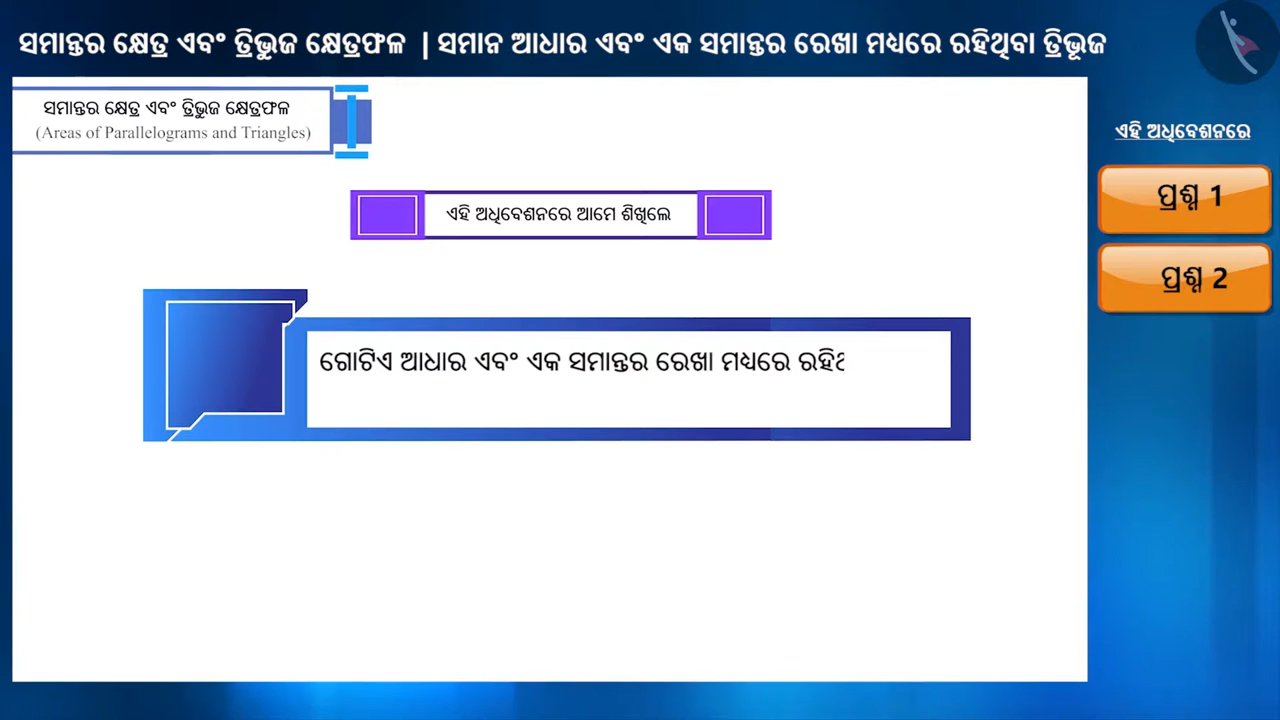 ସମାନ୍ତର କ୍ଷେତ୍ର ଏବଂ ତ୍ରିଭୁଜ କ୍ଷେତ୍ରଫଳ | ସମାନ ଆଧାର ଏବଂ ଏକ ସମାନ୍ତର ରେଖା ମଧ୍ୟରେ ରହିଥିବା ତ୍ରିଭୂଜ
ସମାନ୍ତର କ୍ଷେତ୍ର ଏବଂ ତ୍ରିଭୁଜ କ୍ଷେତ୍ରଫଳ
(Areas of Parallelograms and Triangles)
ଏହି ଅଧିବେଶନରେ ଆମେ ଶିଖିଲେ
ଗୋଟିଏ ଆଧାର ଏବଂ ଏକ ସମାନ୍ତର ରେଖା ମଧ୍ୟରେ
ଏହି ଅଧିବେଶନରେ
ପ୍ରଶ୍ନ 1
ପ୍ରଶ୍ନ 2